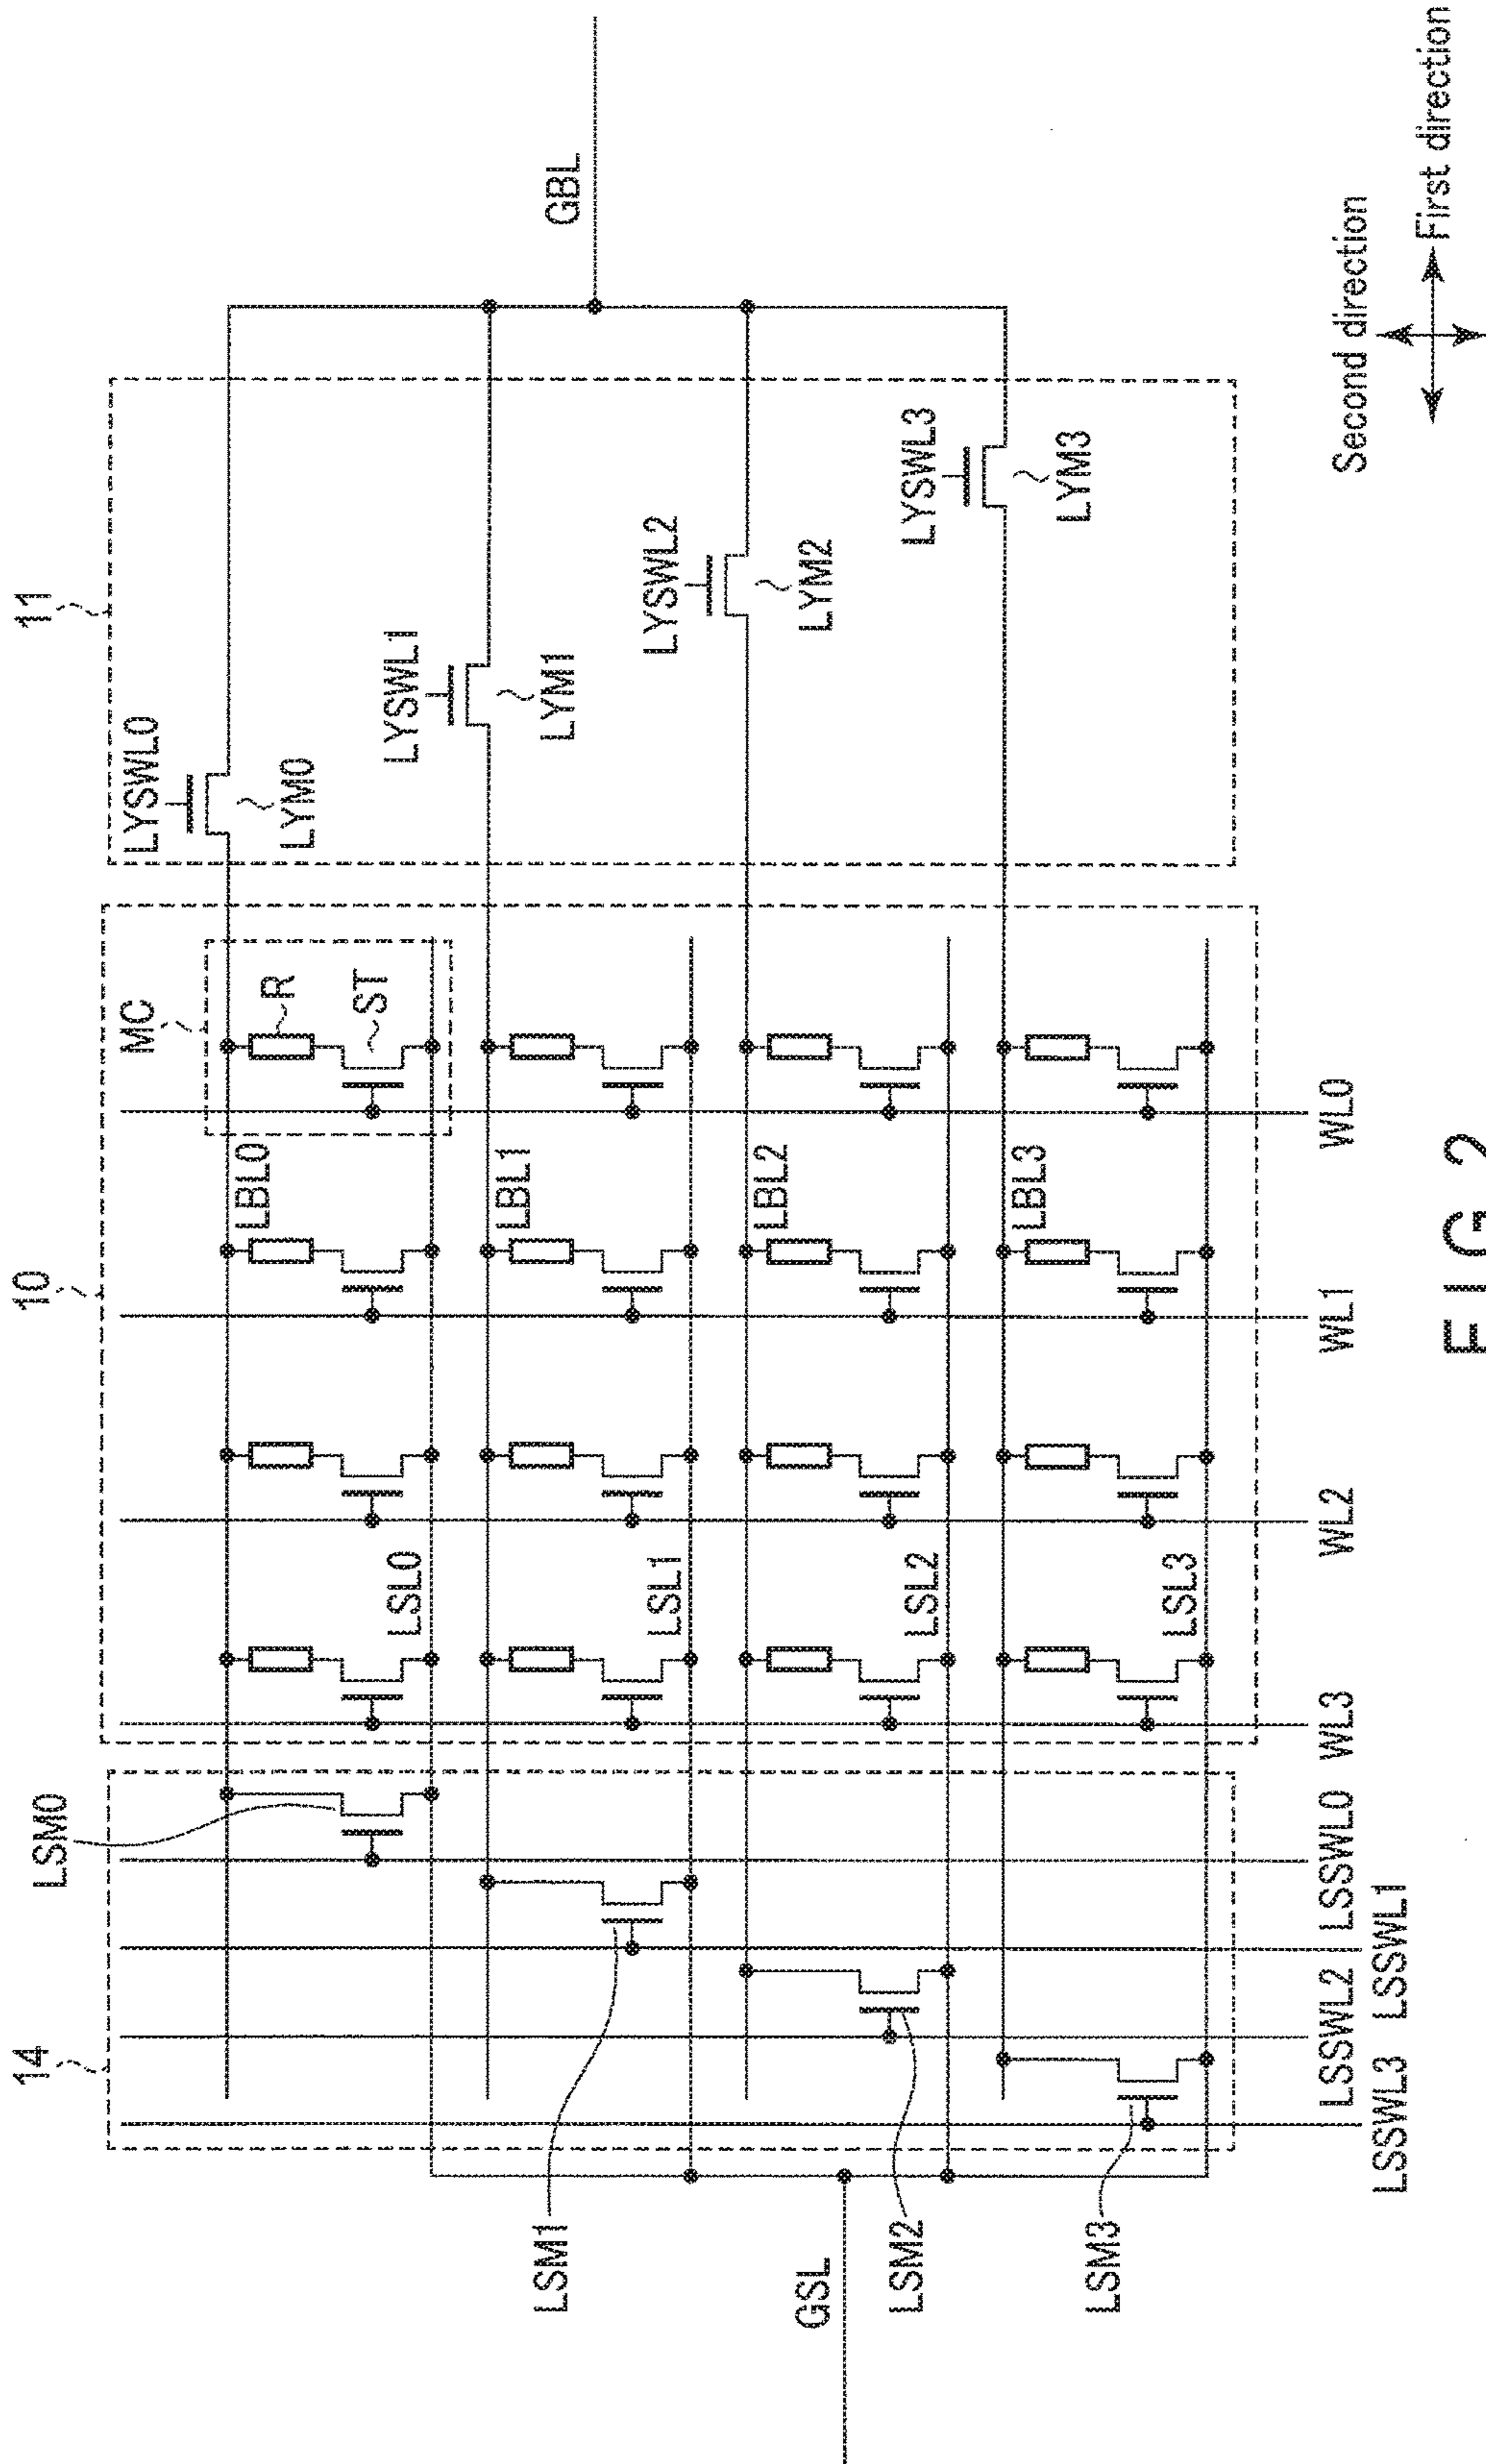 11
10
14
GBL
LYSWL0
LYM0
LYSWL1
LYM1
LYSWL2
LYM2
LYSWL3
LYM3
MC
R
ST
LBL0
LBL1
LBL2
LBL3
LSL0
LSL1
LSL2
LSL3
WL0
WL1
WL2
WL3
LSM0
LSM1
LSM2
LSM3
LSSWL0
LSSWL1
LSSWL2
LSSWL3
GSL
Second direction
First direction
FIG 2